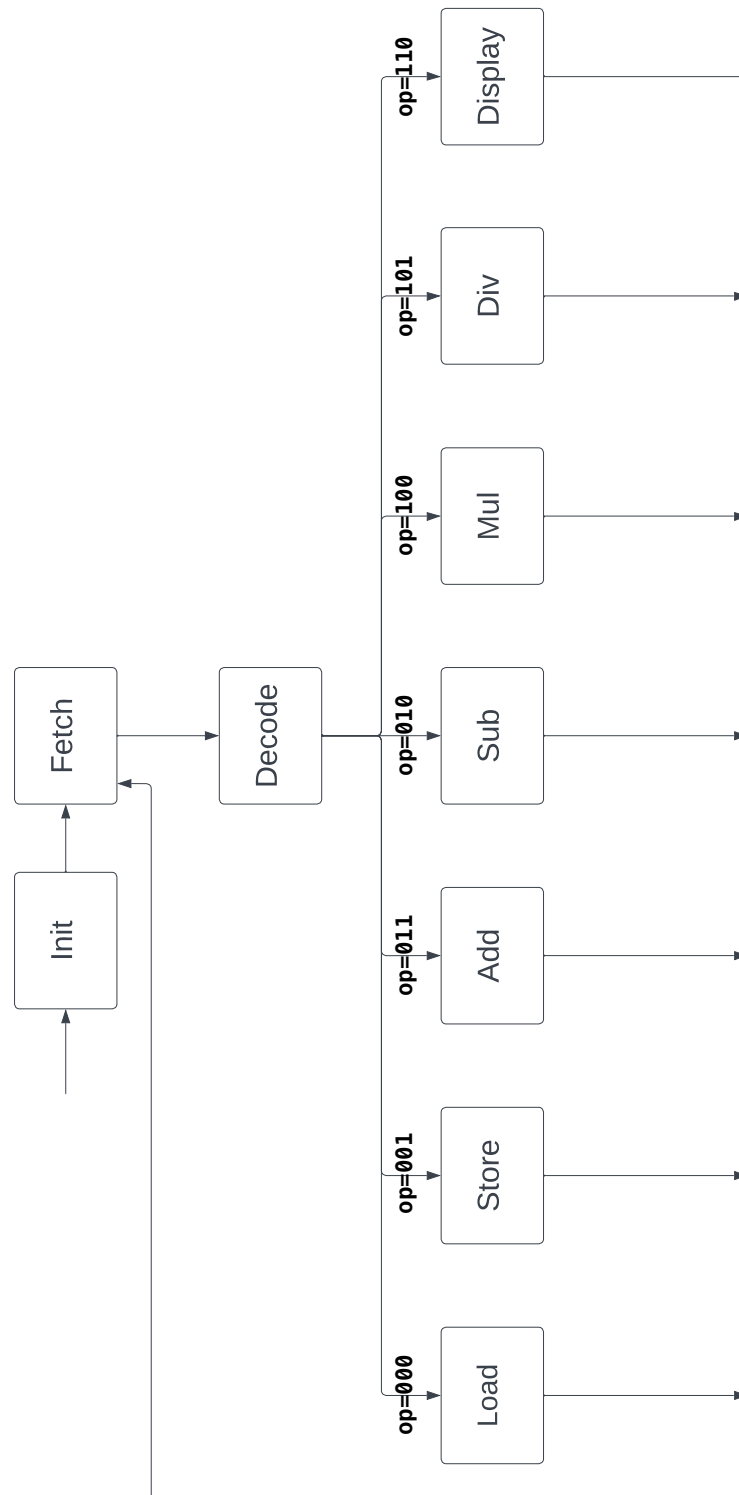 Init
Fetch
Decode
op=000
op=001
op=011
op=010
op=100
op=101
op=110
Load
Store
Add
Sub
Mul
Div
Display